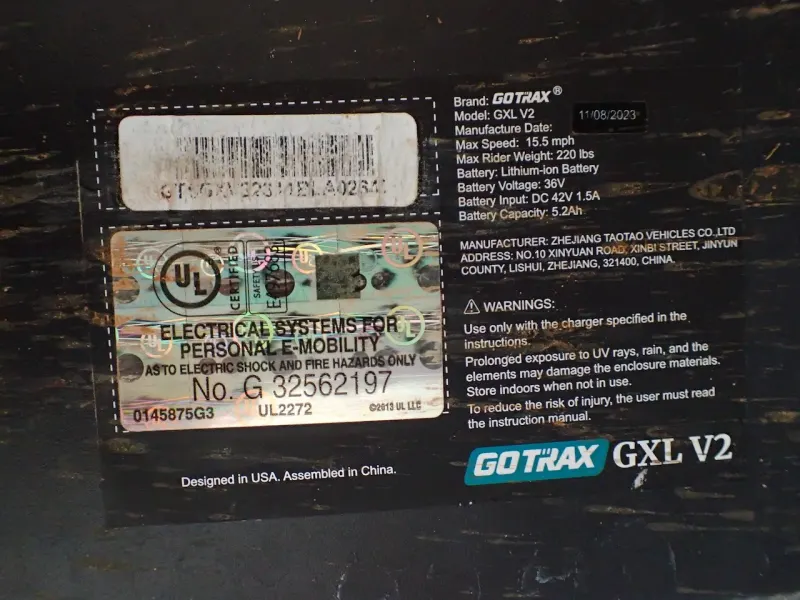 Brand: GOTRAX®
Model: GXL V2
Manufacture Date: 11/08/2023
Max Speed: 15.5 mph
Max Rider Weight: 220 lbs
Battery: Lithium-ion Battery
Battery Voltage: 36V
Battery Input: DC 42V 1.5A
Battery Capacity: 5.2Ah
MANUFACTURER: ZHEJIANG TAOTAO VEHICLES CO.,LTD
ADDRESS: NO.10 XINYUAN ROAD, XINBI STREET, JINYUN
COUNTY, LISHUI, ZHEJIANG, 321400, CHINA.
UL ®
CERTIFIED
SAFETY
UL
UL
UL
ELECTRICAL SYSTEMS FOR
PERSONAL E-MOBILITY
AS TO ELECTRIC SHOCK AND FIRE HAZARDS ONLY
No. G 32562197
0145875G3 UL2272 ©2013 UL LLC
WARNINGS:
Use only with the charger specified in the
instructions.
Prolonged exposure to UV rays, rain, and the
elements may damage the enclosure materials.
Store indoors when not in use.
To reduce the risk of injury, the user must read
the instruction manual.
Designed in USA. Assembled in China.
GOTRAX GXL V2